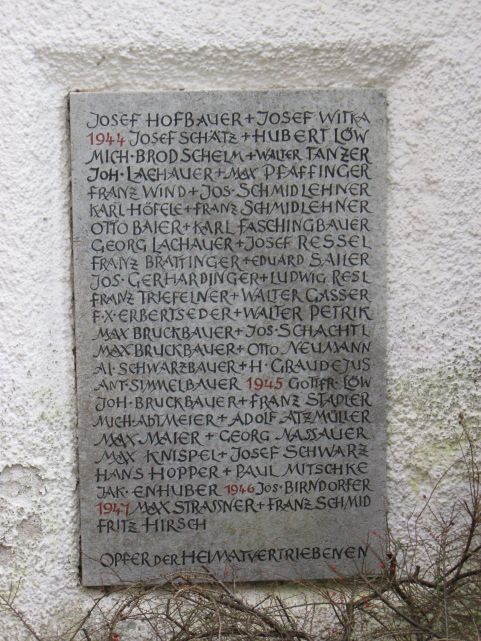 JOSEF HOFBAUER + JOSEF WITKA
1944 JOSEF SCHÄTZ + HUBERT LÖW
MICH · BRODSCHELM + WALTER TANZER
JOH · LACHAUER + MAX PFAFFINGER
FRANZ WIND + JOS · SCHMIDLEHNER
KARL HÖFELE + FRANZ SCHMIDLEHNER
OTTO BAIER + KARL FASCHINGBAUER
GEORG LACHAUER + JOSEF RESSEL
FRANZ BRATFINGER + EDUARD SAILER
JOS · GERHARDINGER + LUDWIG RESL
FRANZ TRIEFELNER + WALTER GASSER
F · X · ERBERTSEDER + WALTER PETRIK
MAX BRUCKBAUER + JOS · SCHACHTL
MAX BRUCKBAUER + OTTO NEUMANN
AL · SCHWARZBAUER + H · GRAUDEJUS
ANT · SIMMELBAUER 1945 GOTTFR · LÖW
JOH · BRUCKBAUER + FRANZ STADLER
MICH · ABTMEIER + ADOLF ATZMÜLLER
MAX · MAIER + GEORG NASSAUER
MAX KNISPEL + JOSEF SCHWARZ
HANS HOPPER + PAUL MITSCHKE
JAK · ENHUBER 1946 JOS · BIRNDORFER
1947 MAX STRASSNER + FRANZ SCHMID
FRITZ HIRSCH
OPFER DER HEIMATVERTRIEBENEN